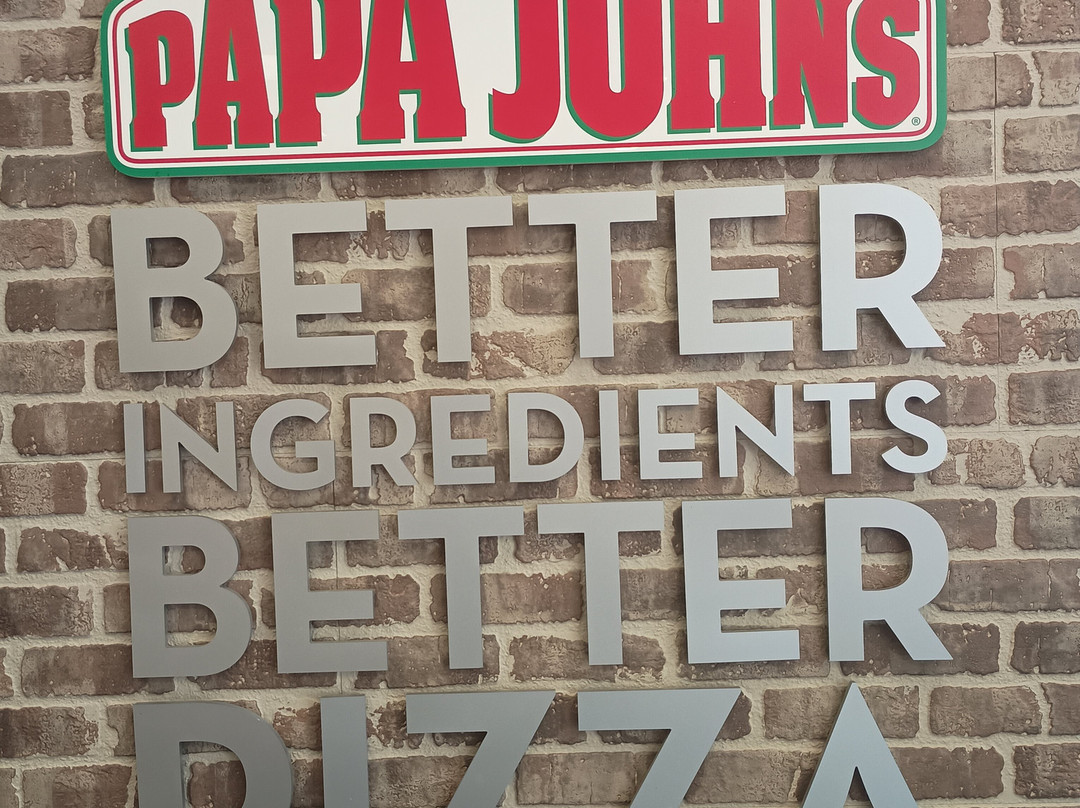 PAPA JOHNS®
BETTER
INGREDIENTS
BETTER
PIZZA